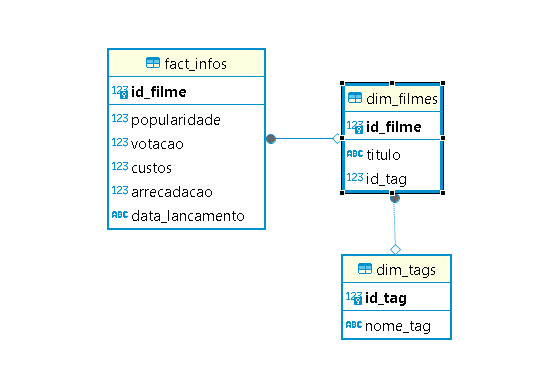 fact_infos
123 id_filme
123 popularidade
123 votacao
123 custos
123 arrecadacao
ABC data_lancamento
dim_filmes
123 id_filme
ABC titulo
123 id_tag
dim_tags
123 id_tag
ABC nome_tag